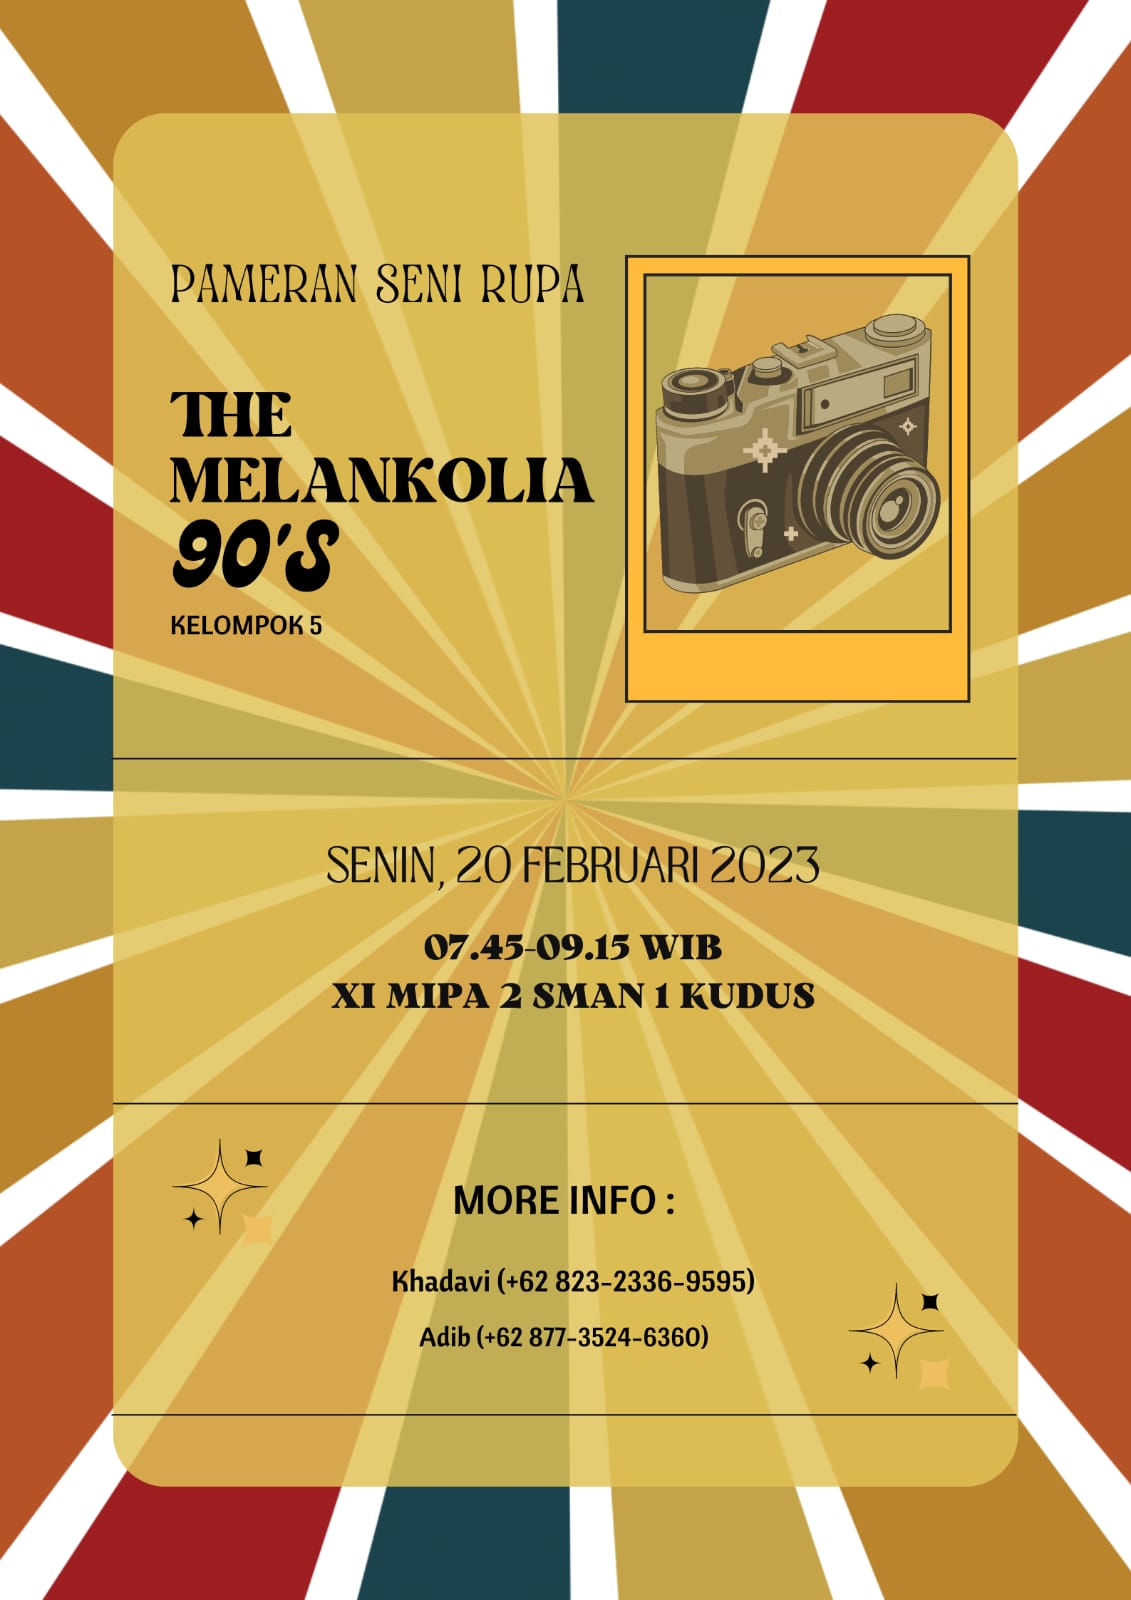 PAMERAN SENI RUPA
THE
MELANKOLIA
90'S
KELOMPOK 5
SENIN, 20 FEBRUARI 2023
07.45-09.15 WIB
XI MIPA 2 SMAN 1 KUDUS
MORE INFO :
Khadavi (+62 823-2336-9595)
Adib (+62 877-3524-6360)